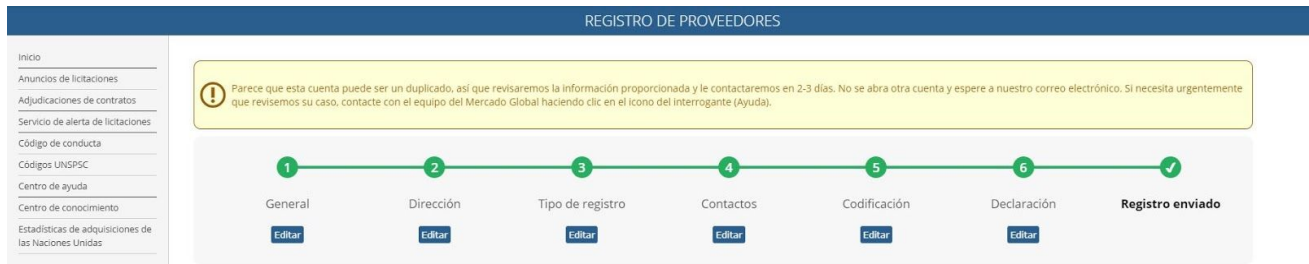 REGISTRO DE PROVEEDORES
Inicio
Anuncios de licitaciones
Adjudicaciones de contratos
Servicio de alerta de licitaciones
Código de conducta
Códigos UNSPSC
Centro de ayuda
Centro de conocimiento
Estadísticas de adquisiciones de
las Naciones Unidas
Parece que esta cuenta puede ser un duplicado, así que revisaremos la información proporcionada y le contactaremos en 2-3 días. No se abra otra cuenta y espere a nuestro correo electrónico. Si necesita urgentemente
que revisemos su caso, contacte con el equipo del Mercado Global haciendo clic en el icono del interrogante (Ayuda).
1 2 3 4 5 6
General Dirección Tipo de registro Contactos Codificación Declaración Registro enviado
Editar Editar Editar Editar Editar Editar